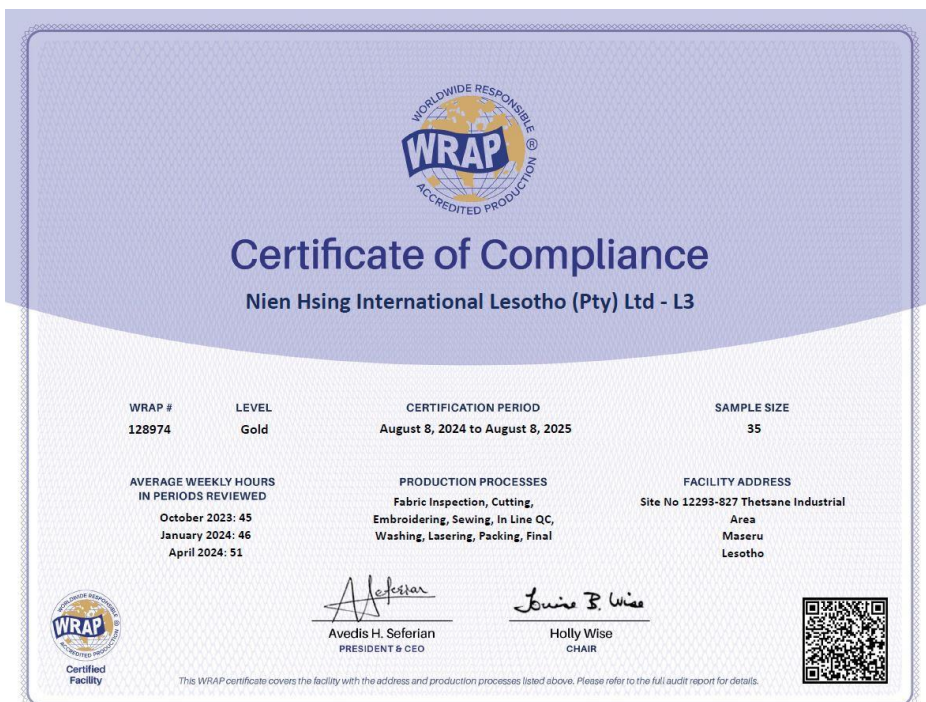 WORLDWIDE RESPONSIBLE
WRAP
®
ACCREDITED PRODUCTION
Certificate of Compliance
Nien Hsing International Lesotho (Pty) Ltd - L3
WRAP #
128974
LEVEL
Gold
CERTIFICATION PERIOD
August 8, 2024 to August 8, 2025
SAMPLE SIZE
35
AVERAGE WEEKLY HOURS
IN PERIODS REVIEWED
October 2023: 45
January 2024: 46
April 2024: 51
PRODUCTION PROCESSES
Fabric Inspection, Cutting,
Embroidering, Sewing, In Line QC,
Washing, Lasering, Packing, Final
FACILITY ADDRESS
Site No 12293-827 Thetsane Industrial
Area
Maseru
Lesotho
WORLDWIDE RESPONSIBLE
WRAP
®
ACCREDITED PRODUCTION
Certified
Facility
Avedis H. Seferian
PRESIDENT & CEO
Holly Wise
CHAIR
This WRAP certificate covers the facility with the address and production processes listed above. Please refer to the full audit report for details.